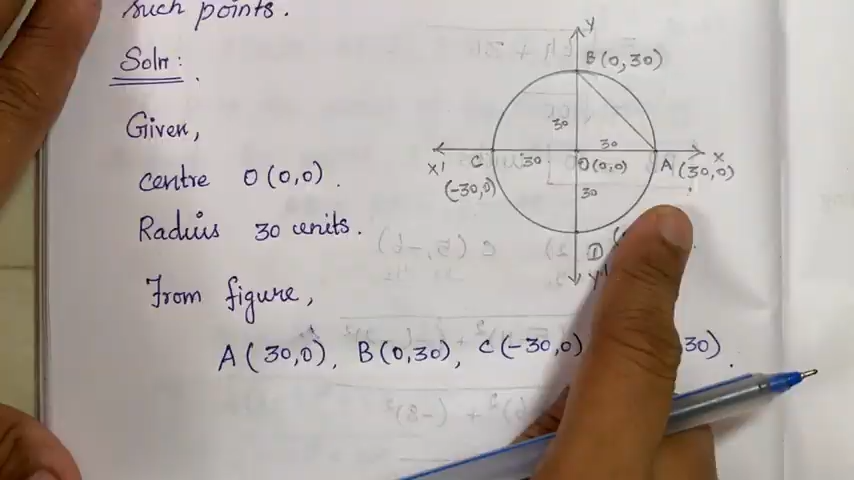 such points.
Soln:
Given,
centre O(0,0).
Radius 30 units.
From figure,
A(30,0), B(0,30), C(-30,0) 30).
Y
B(0,30)
30
30
X' C 30 O(0,0) A(30,0) X
(-30,0)
30
D (
Y'